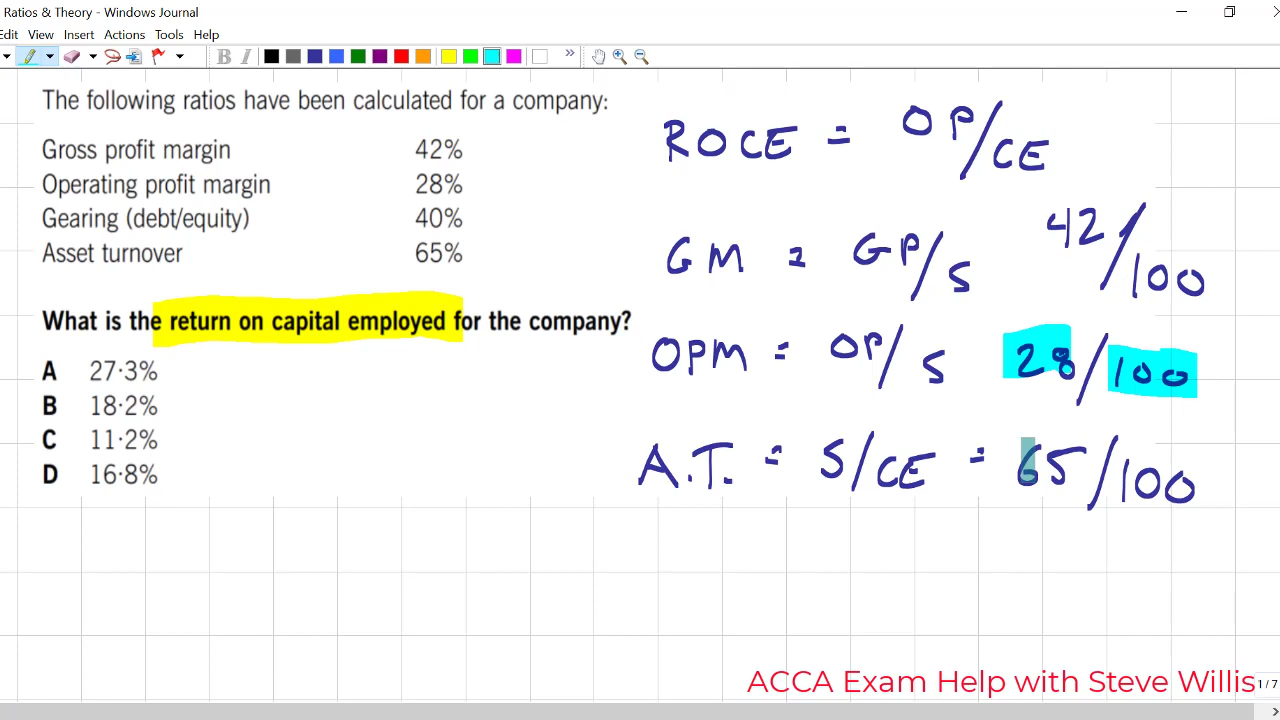 Ratios & Theory - Windows Journal
Edit View Insert Actions Tools Help
B I »
The following ratios have been calculated for a company:
Gross profit margin 42%
Operating profit margin 28%
Gearing (debt/equity) 40%
Asset turnover 65%
What is the return on capital employed for the company?
A 27·3%
B 18·2%
C 11·2%
D 16·8%
ROCE = OP/CE
GM = GP/S 42/100
OPM = OP/S 28/100
A.T. = S/CE = 65/100
ACCA Exam Help with Steve Willis
1/7